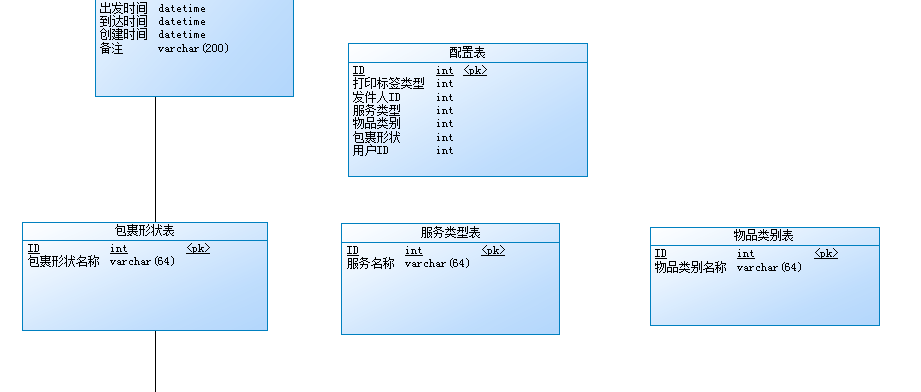 出发时间 datetime
到达时间 datetime
创建时间 datetime
备注 varchar(200)
配置表
ID int <pk>
打印标签类型 int
发件人ID int
服务类型 int
物品类别 int
包裹形状 int
用户ID int
包裹形状表
ID int <pk>
包裹形状名称 varchar(64)
服务类型表
ID int <pk>
服务名称 varchar(64)
物品类别表
ID int <pk>
物品类别名称 varchar(64)